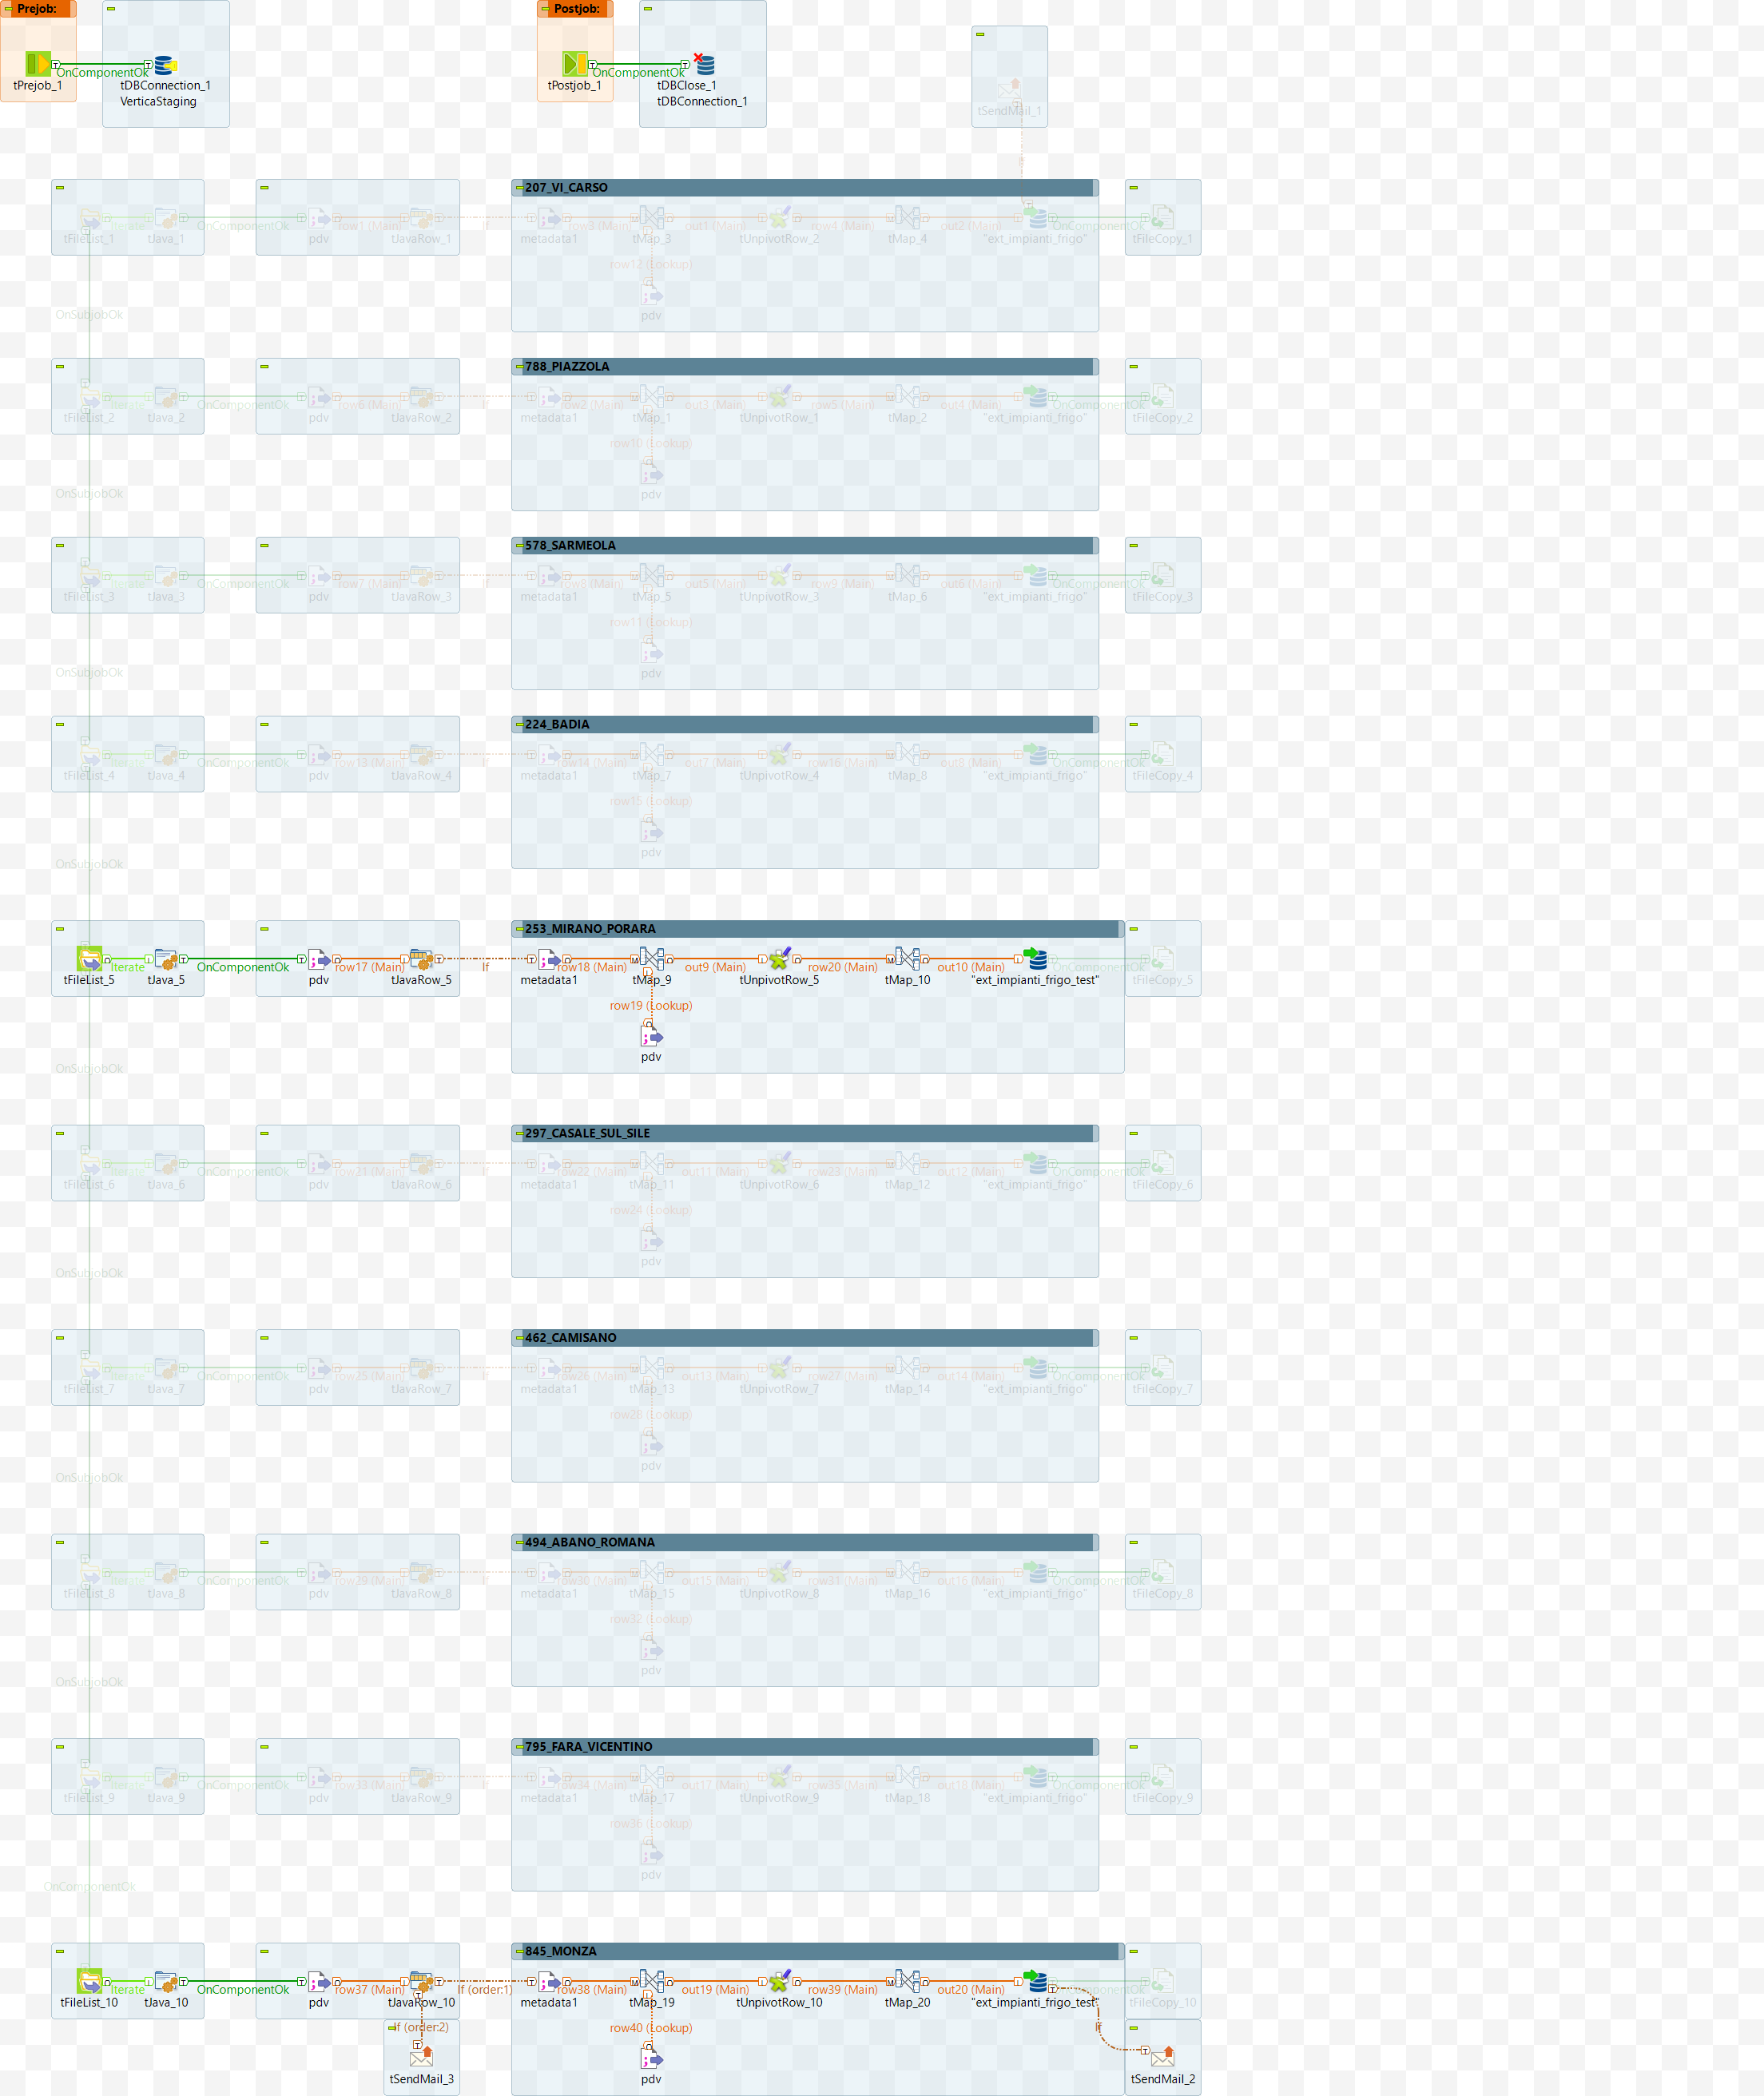 Prejob:
Postjob:
OnComponentOk
OnComponentOk
tPrejob_1
tDBConnection_1
VerticaStaging
tPostjob_1
tDBClose_1
tDBConnection_1
tSendMail_1
207_VI_CARSO
Iterate
OnComponentOk
row1 (Main)
If
row3 (Main)
out1 (Main)
row4 (Main)
out2 (Main)
OnComponentOk
tFileList_1
tJava_1
pdv
tJavaRow_1
metadata1
tMap_3
tUnpivotRow_2
tMap_4
"ext_impianti_frigo"
tFileCopy_1
row12 (Lookup)
pdv
OnSubjobOk
788_PIAZZOLA
Iterate
OnComponentOk
row6 (Main)
If
row2 (Main)
out3 (Main)
row5 (Main)
out4 (Main)
OnComponentOk
tFileList_2
tJava_2
pdv
tJavaRow_2
metadata1
tMap_1
tUnpivotRow_1
tMap_2
"ext_impianti_frigo"
tFileCopy_2
row10 (Lookup)
pdv
OnSubjobOk
578_SARMEOLA
Iterate
OnComponentOk
row7 (Main)
If
row8 (Main)
out5 (Main)
row9 (Main)
out6 (Main)
OnComponentOk
tFileList_3
tJava_3
pdv
tJavaRow_3
metadata1
tMap_5
tUnpivotRow_3
tMap_6
"ext_impianti_frigo"
tFileCopy_3
row11 (Lookup)
pdv
OnSubjobOk
224_BADIA
Iterate
OnComponentOk
row13 (Main)
If
row14 (Main)
out7 (Main)
row16 (Main)
out8 (Main)
OnComponentOk
tFileList_4
tJava_4
pdv
tJavaRow_4
metadata1
tMap_7
tUnpivotRow_4
tMap_8
"ext_impianti_frigo"
tFileCopy_4
row15 (Lookup)
pdv
OnSubjobOk
253_MIRANO_PORARA
Iterate
OnComponentOk
row17 (Main)
If
row18 (Main)
out9 (Main)
row20 (Main)
out10 (Main)
OnComponentOk
tFileList_5
tJava_5
pdv
tJavaRow_5
metadata1
tMap_9
tUnpivotRow_5
tMap_10
"ext_impianti_frigo_test"
tFileCopy_5
row19 (Lookup)
pdv
OnSubjobOk
297_CASALE_SUL_SILE
Iterate
OnComponentOk
row21 (Main)
If
row22 (Main)
out11 (Main)
row23 (Main)
out12 (Main)
OnComponentOk
tFileList_6
tJava_6
pdv
tJavaRow_6
metadata1
tMap_11
tUnpivotRow_6
tMap_12
"ext_impianti_frigo"
tFileCopy_6
row24 (Lookup)
pdv
OnSubjobOk
462_CAMISANO
Iterate
OnComponentOk
row25 (Main)
If
row26 (Main)
out13 (Main)
row27 (Main)
out14 (Main)
OnComponentOk
tFileList_7
tJava_7
pdv
tJavaRow_7
metadata1
tMap_13
tUnpivotRow_7
tMap_14
"ext_impianti_frigo"
tFileCopy_7
row28 (Lookup)
pdv
OnSubjobOk
494_ABANO_ROMANA
Iterate
OnComponentOk
row29 (Main)
If
row30 (Main)
out15 (Main)
row31 (Main)
out16 (Main)
OnComponentOk
tFileList_8
tJava_8
pdv
tJavaRow_8
metadata1
tMap_15
tUnpivotRow_8
tMap_16
"ext_impianti_frigo"
tFileCopy_8
row32 (Lookup)
pdv
OnSubjobOk
795_FARA_VICENTINO
Iterate
OnComponentOk
row33 (Main)
If
row34 (Main)
out17 (Main)
row35 (Main)
out18 (Main)
OnComponentOk
tFileList_9
tJava_9
pdv
tJavaRow_9
metadata1
tMap_17
tUnpivotRow_9
tMap_18
"ext_impianti_frigo"
tFileCopy_9
row36 (Lookup)
pdv
OnComponentOk
845_MONZA
Iterate
OnComponentOk
row37 (Main)
If (order:1)
row38 (Main)
out19 (Main)
row39 (Main)
out20 (Main)
OnComponentOk
tFileList_10
tJava_10
pdv
tJavaRow_10
metadata1
tMap_19
tUnpivotRow_10
tMap_20
"ext_impianti_frigo_test"
tFileCopy_10
If (order:2)
row40 (Lookup)
If
tSendMail_3
pdv
tSendMail_2